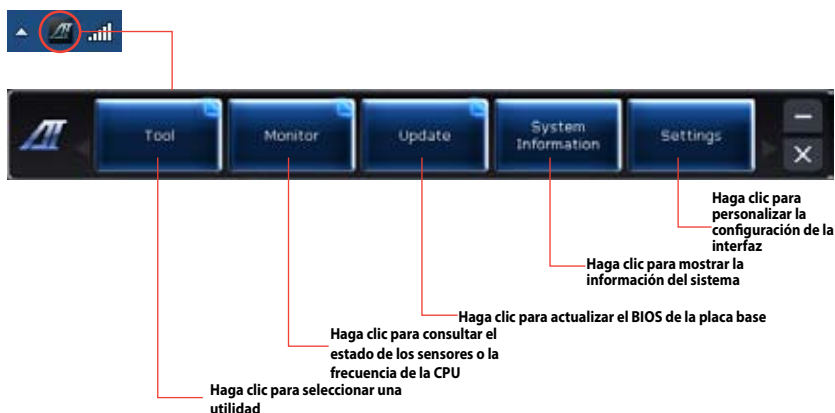 Tool
Monitor
Update
System
Information
Settings
Haga clic para
personalizar la
configuración de la
interfaz
Haga clic para mostrar la
información del sistema
Haga clic para actualizar el BIOS de la placa base
Haga clic para consultar el
estado de los sensores o la
frecuencia de la CPU
Haga clic para seleccionar una
utilidad